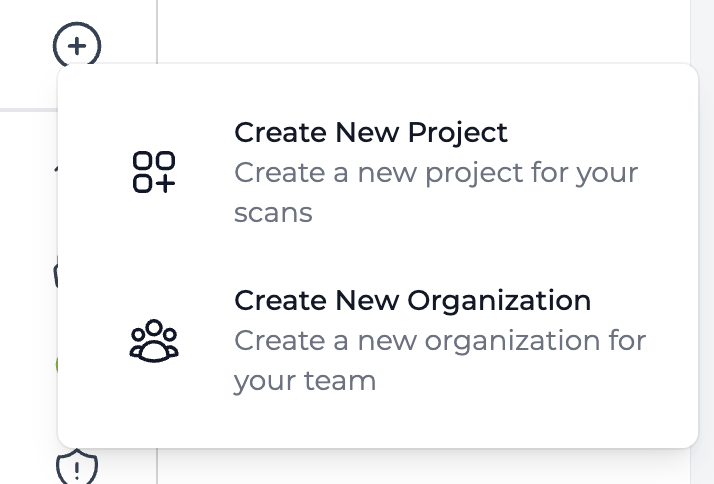 Create New Project
Create a new project for your
scans
Create New Organization
Create a new organization for
your team